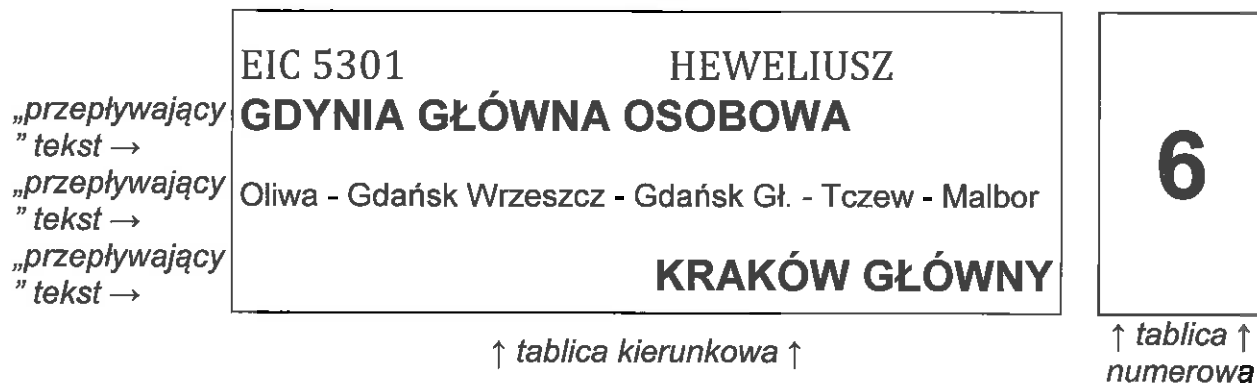 EIC 5301 HEWELIUSZ
„przepływający GDYNIA GŁÓWNA OSOBOWA
” tekst →
„przepływający Oliwa - Gdańsk Wrzeszcz - Gdańsk Gł. - Tczew - Malbor
” tekst →
„przepływający
” tekst → KRAKÓW GŁÓWNY
6
↑ tablica kierunkowa ↑
↑ tablica ↑
numerowa